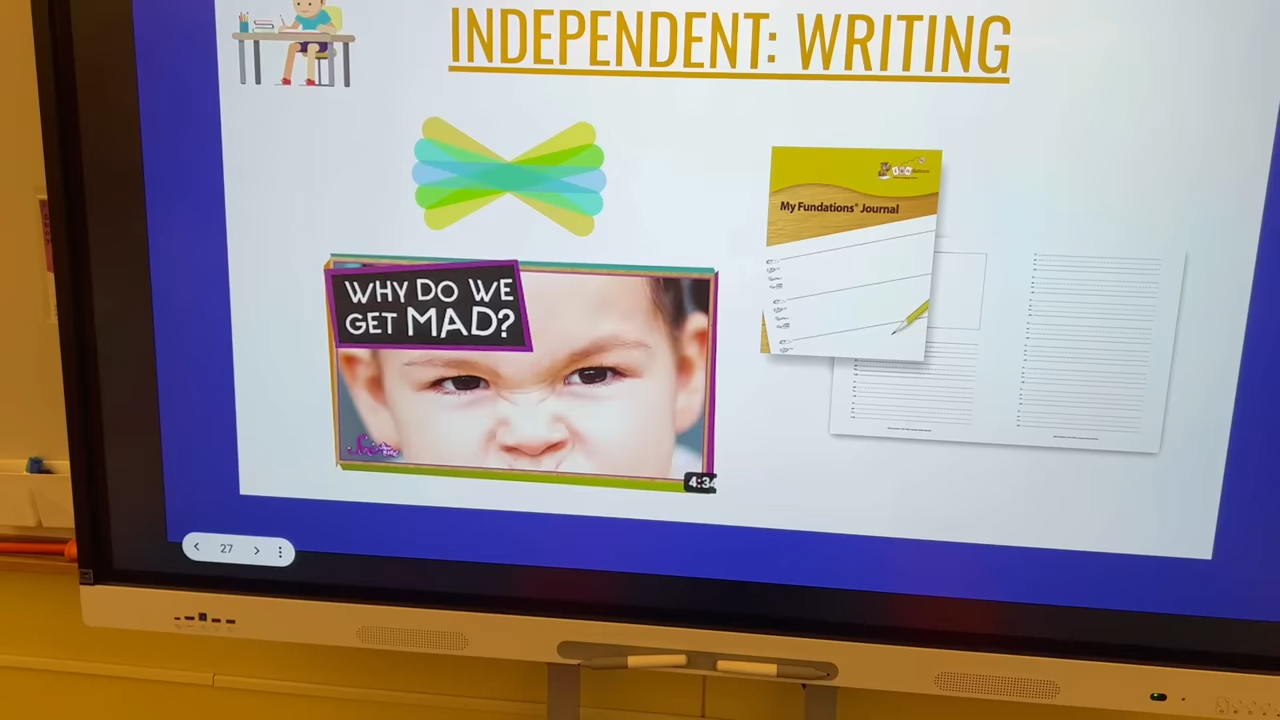 INDEPENDENT: WRITING
My Fundations® Journal
WHY DO WE
GET MAD?
4:34
27